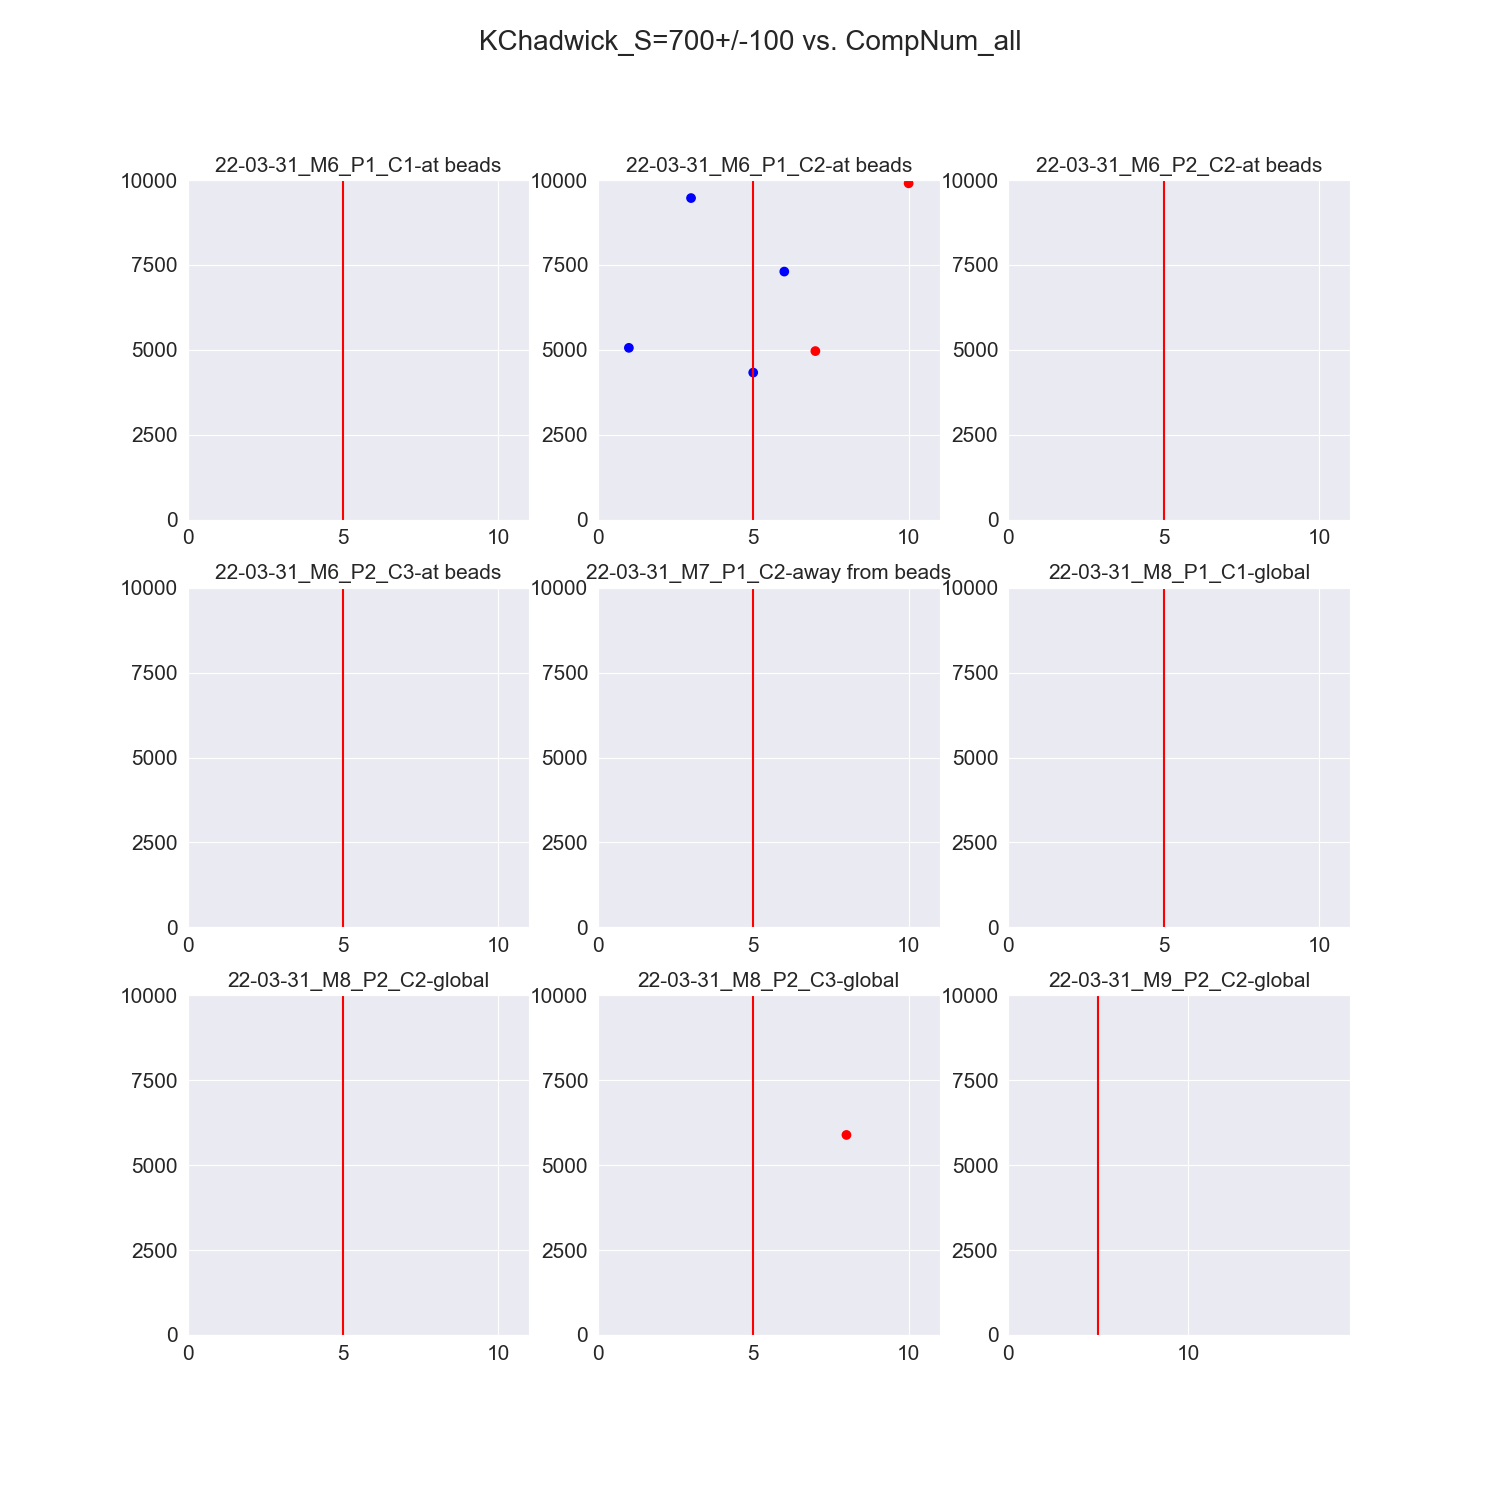 KChadwick_S=700+/-100 vs. CompNum_all
22-03-31_M6_P1_C1-at beads
10000
7500
5000
2500
0
0 5 10
22-03-31_M6_P1_C2-at beads
10000
7500
5000
2500
0
0 5 10
22-03-31_M6_P2_C2-at beads
10000
7500
5000
2500
0
0 5 10
22-03-31_M6_P2_C3-at beads
10000
7500
5000
2500
0
0 5 10
22-03-31_M7_P1_C2-away from beads
10000
7500
5000
2500
0
0 5 10
22-03-31_M8_P1_C1-global
10000
7500
5000
2500
0
0 5 10
22-03-31_M8_P2_C2-global
10000
7500
5000
2500
0
0 5 10
22-03-31_M8_P2_C3-global
10000
7500
5000
2500
0
0 5 10
22-03-31_M9_P2_C2-global
10000
7500
5000
2500
0
0 10